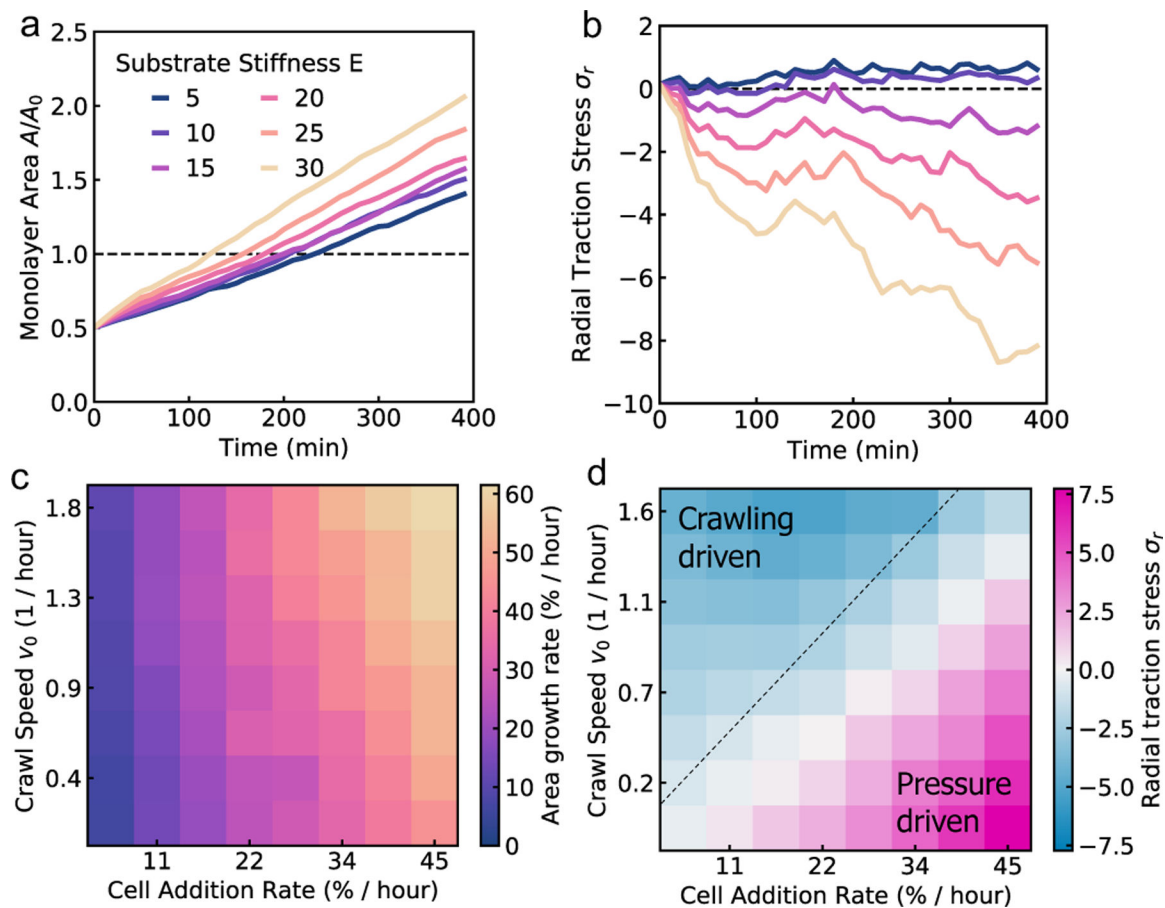 a
2.5
2.0
1.5
1.0
0.5
0.0
Monolayer Area A/A₀
Substrate Stiffness E
5 20
10 25
15 30
0 100 200 300 400
Time (min)
b
2
0
−2
−4
−6
−8
−10
Radial Traction Stress σᵣ
0 100 200 300 400
Time (min)
c
1.8
1.3
0.9
0.4
Crawl Speed v₀ (1 / hour)
11 22 34 45
Cell Addition Rate (% / hour)
60
50
40
30
20
10
0
Area growth rate (% / hour)
d
1.6
1.1
0.7
0.2
Crawl Speed v₀ (1 / hour)
Crawling
driven
Pressure
driven
11 22 34 45
Cell Addition Rate (% / hour)
7.5
5.0
2.5
0.0
−2.5
−5.0
−7.5
Radial traction stress σᵣ